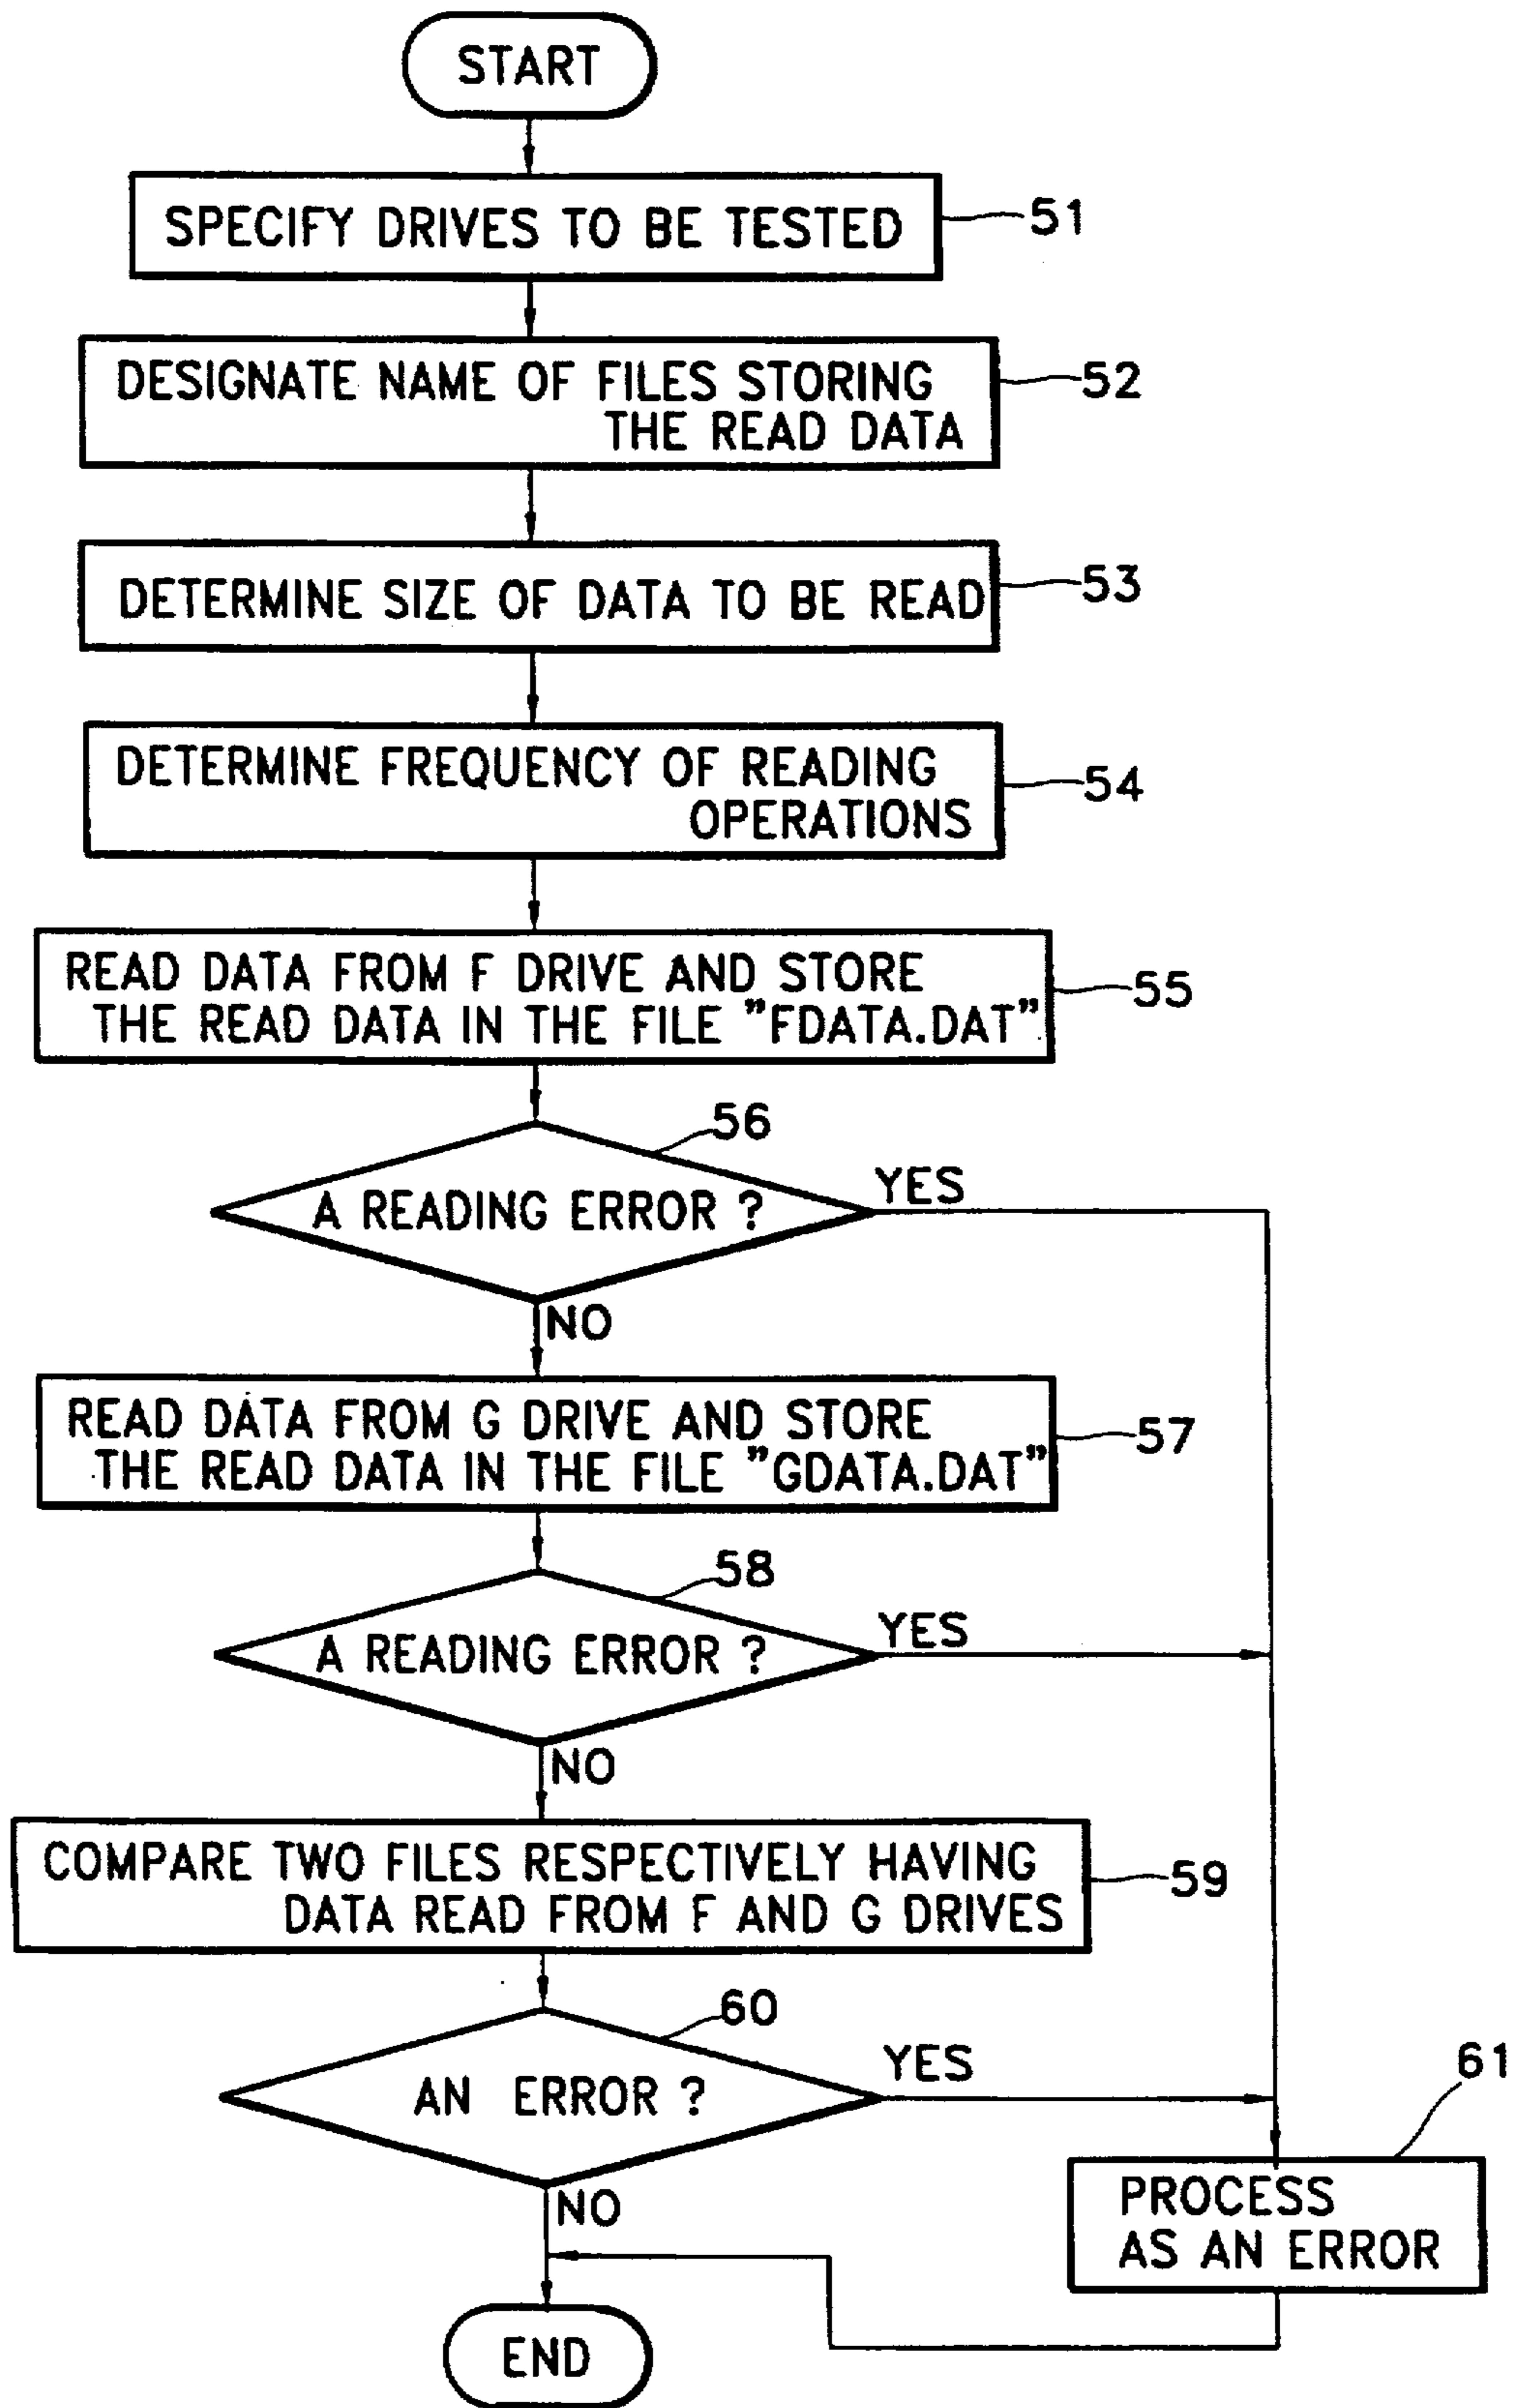 START
SPECIFY DRIVES TO BE TESTED
51
DESIGNATE NAME OF FILES STORING
THE READ DATA
52
DETERMINE SIZE OF DATA TO BE READ
53
DETERMINE FREQUENCY OF READING
OPERATIONS
54
READ DATA FROM F DRIVE AND STORE
THE READ DATA IN THE FILE "FDATA.DAT"
55
56
A READING ERROR ?
YES
NO
READ DATA FROM G DRIVE AND STORE
THE READ DATA IN THE FILE "GDATA.DAT"
57
58
A READING ERROR ?
YES
NO
COMPARE TWO FILES RESPECTIVELY HAVING
DATA READ FROM F AND G DRIVES
59
60
AN ERROR ?
YES
NO
61
PROCESS
AS AN ERROR
END